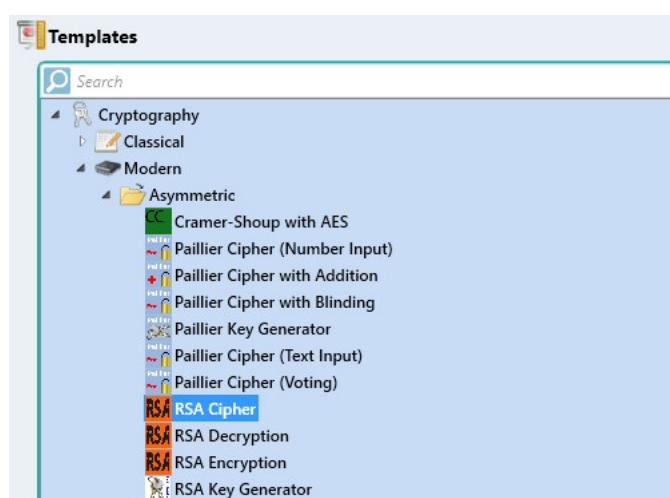 Templates
Search
Cryptography
Classical
Modern
Asymmetric
CC Cramer-Shoup with AES
Paillier Cipher (Number Input)
Paillier Cipher with Addition
Paillier Cipher with Blinding
Paillier Key Generator
Paillier Cipher (Text Input)
Paillier Cipher (Voting)
RSA RSA Cipher
RSA RSA Decryption
RSA RSA Encryption
RSA Key Generator